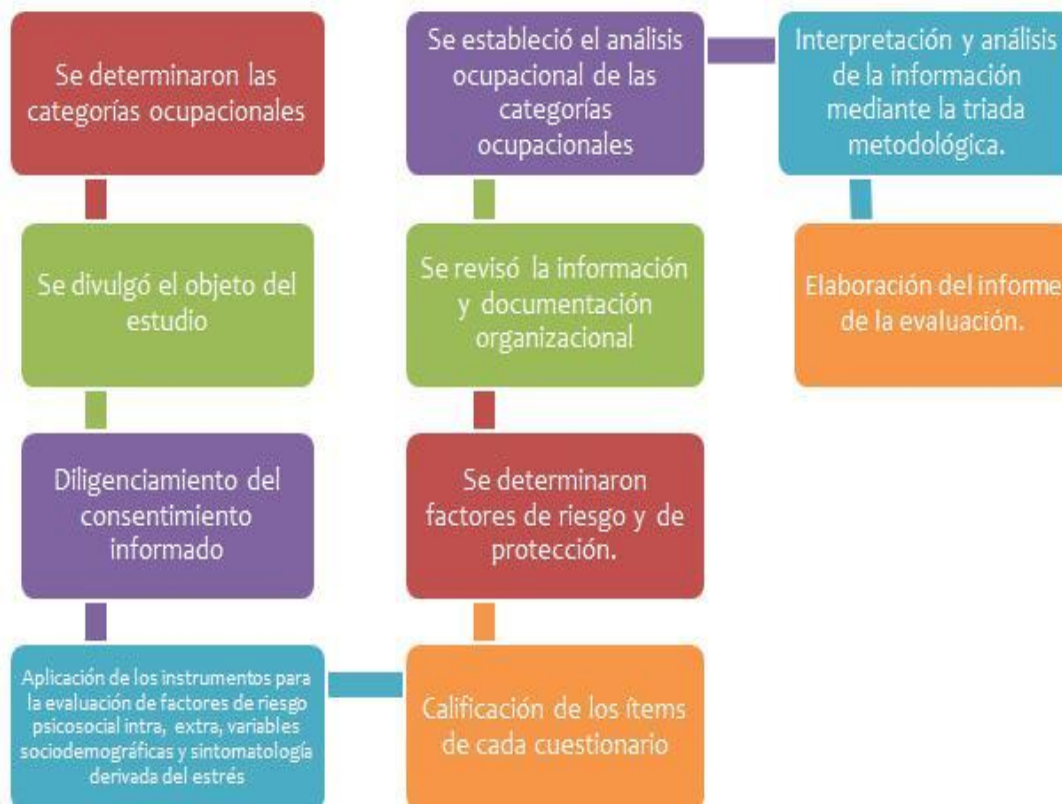 Se determinaron las
categorías ocupacionales
Se divulgó el objeto del
estudio
Diligenciamiento del
consentimiento
informado
Aplicación de los instrumentos para
la evaluación de factores de riesgo
psicosocial intra, extra, variables
sociodemográficas y sintomatología
derivada del estrés
Calificación de los ítems
de cada cuestionario
Se determinaron
factores de riesgo y de
protección.
Se revisó la información
y documentación
organizacional
Se estableció el análisis
ocupacional de las
categorías
ocupacionales
Interpretación y análisis
de la información
mediante la triada
metodológica.
Elaboración del informe
de la evaluación.